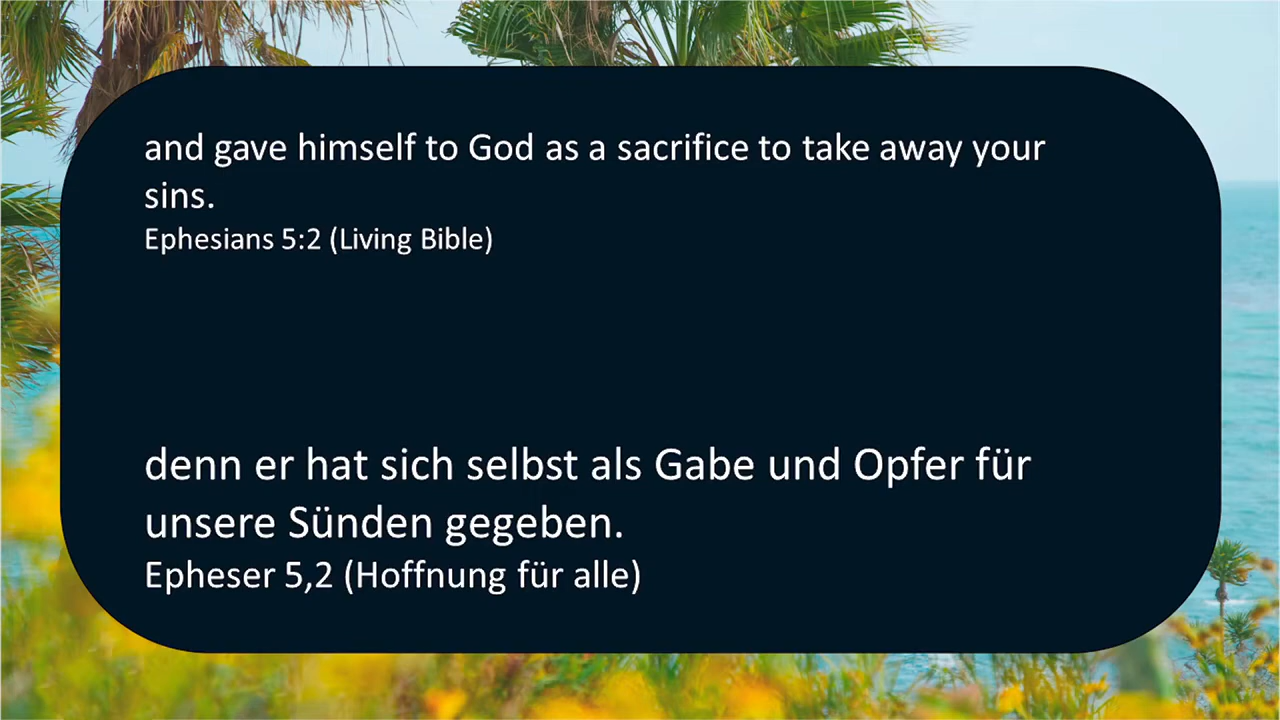 and gave himself to God as a sacrifice to take away your
sins.
Ephesians 5:2 (Living Bible)
denn er hat sich selbst als Gabe und Opfer für
unsere Sünden gegeben.
Epheser 5,2 (Hoffnung für alle)